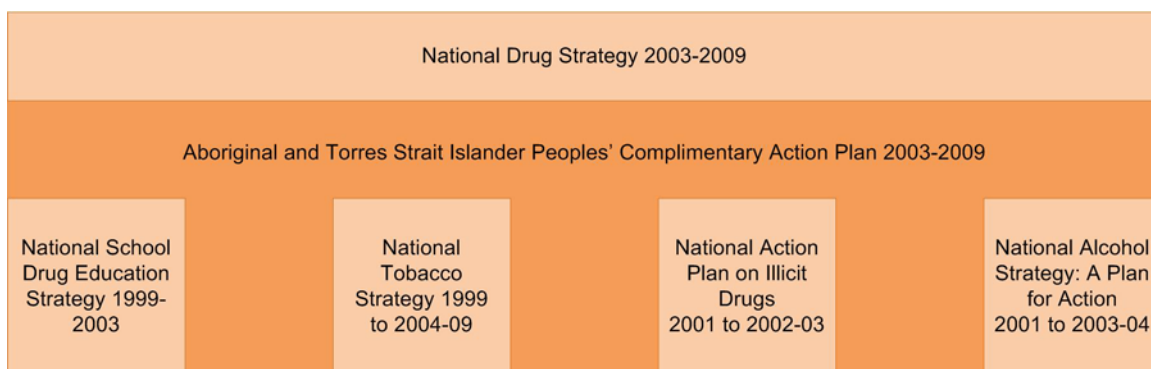 National Drug Strategy 2003-2009
Aboriginal and Torres Strait Islander Peoples’ Complimentary Action Plan 2003-2009
National School
Drug Education
Strategy 1999-
2003
National
Tobacco
Strategy 1999
to 2004-09
National Action
Plan on Illicit
Drugs
2001 to 2002-03
National Alcohol
Strategy: A Plan
for Action
2001 to 2003-04